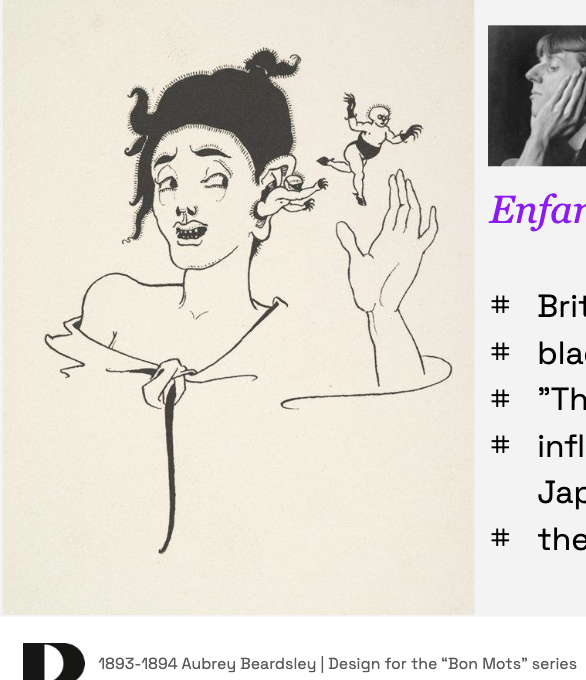 Enfan
# Brit
# blac
# "Th
# infl
Jap
# the
1893-1894 Aubrey Beardsley | Design for the “Bon Mots” series